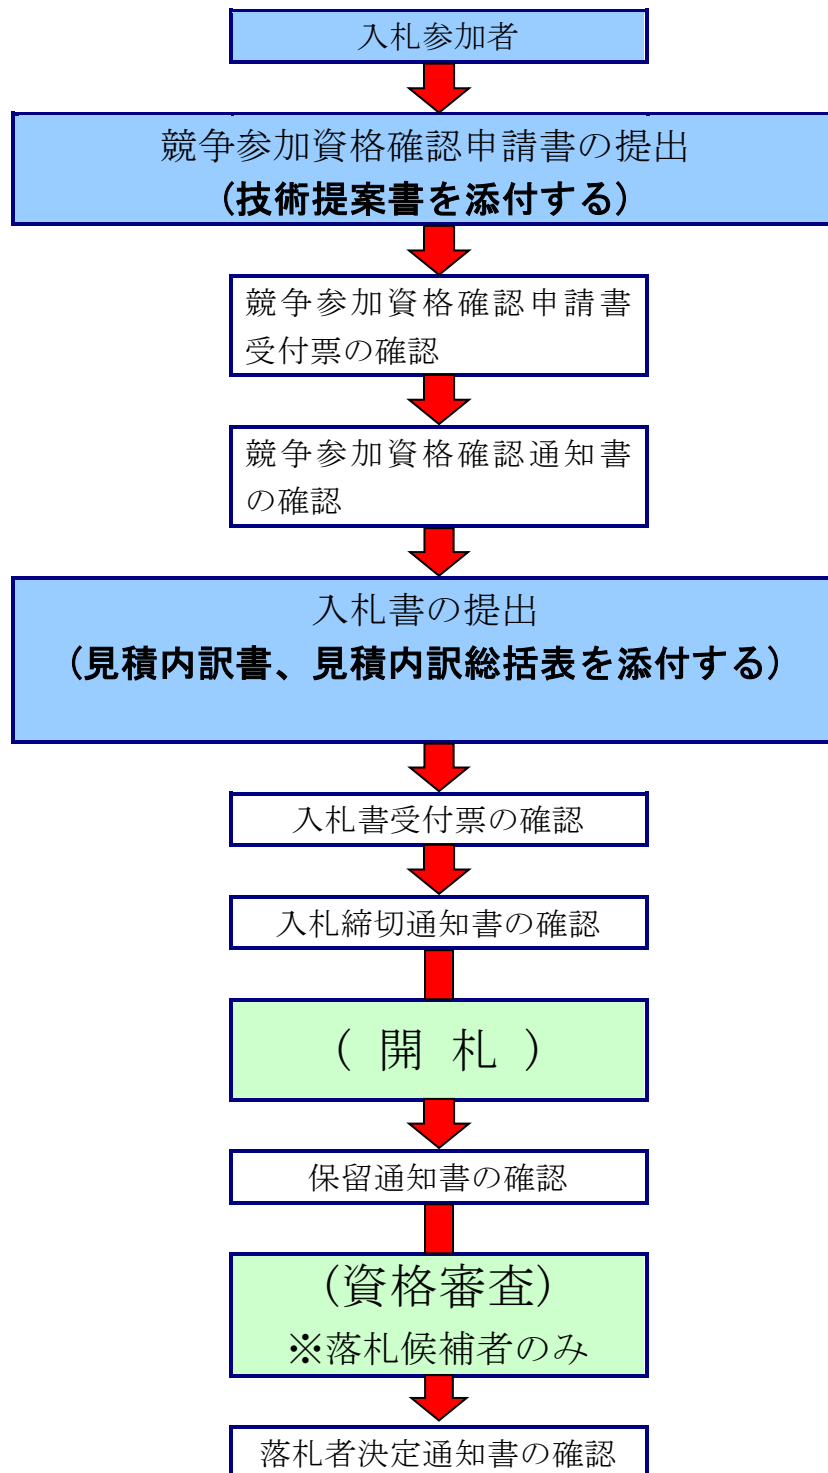 入札参加者
競争参加資格確認申請書の提出
(技術提案書を添付する)
競争参加資格確認申請書
受付票の確認
競争参加資格確認通知書
の確認
入札書の提出
(見積内訳書、見積内訳総括表を添付する)
入札書受付票の確認
入札締切通知書の確認
( 開 札 )
保留通知書の確認
(資格審査)
※落札候補者のみ
落札者決定通知書の確認